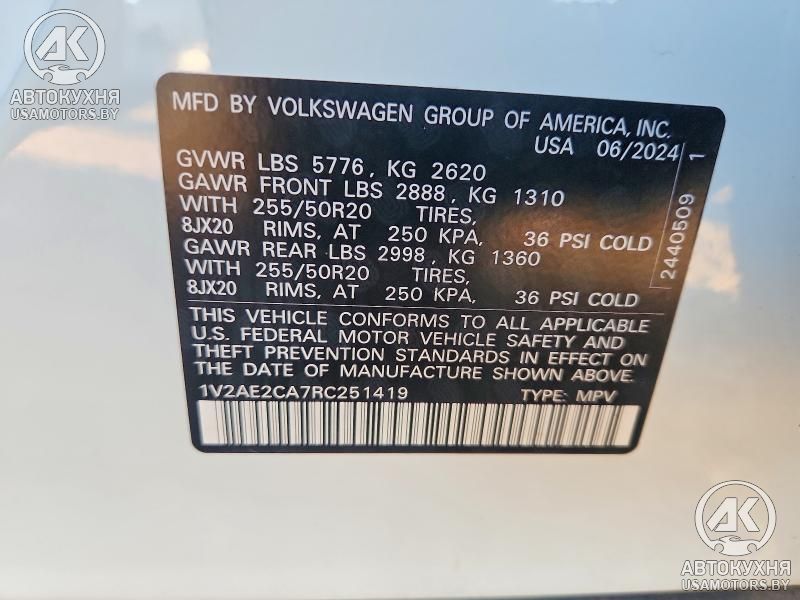 AK
АВТОКУХНЯ
USAMOTORS.BY
MFD BY VOLKSWAGEN GROUP OF AMERICA, INC.
USA 06/2024
GVWR LBS 5776, KG 2620
GAWR FRONT LBS 2888, KG 1310
WITH 255/50R20 TIRES,
8JX20 RIMS, AT 250 KPA, 36 PSI COLD
GAWR REAR LBS 2998, KG 1360
WITH 255/50R20 TIRES,
8JX20 RIMS, AT 250 KPA, 36 PSI COLD
THIS VEHICLE CONFORMS TO ALL APPLICABLE
U.S. FEDERAL MOTOR VEHICLE SAFETY AND
THEFT PREVENTION STANDARDS IN EFFECT ON
THE DATE OF MANUFACTURE SHOWN ABOVE.
1V2AE2CA7RC251419 TYPE: MPV
2440509 1
AK
АВТОКУХНЯ
USAMOTORS.BY